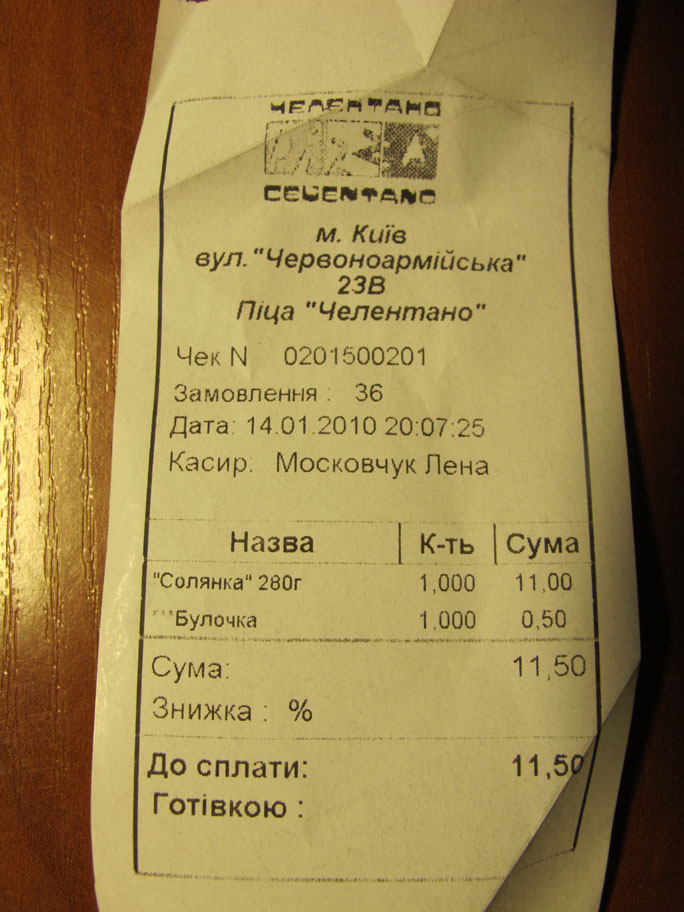 ЧЕЛЕНТАНО
CELENTANO
м. Київ
вул."Червоноармійська"
23В
Піца "Челентано"
Чек N 0201500201
Замовлення : 36
Дата: 14.01.2010 20:07:25
Касир: Московчук Лена
Назва К-ть Сума
"Солянка" 280г 1,000 11,00
***Булочка 1,000 0,50
Сума: 11,50
Знижка : %
До сплати: 11,50
Готівкою :